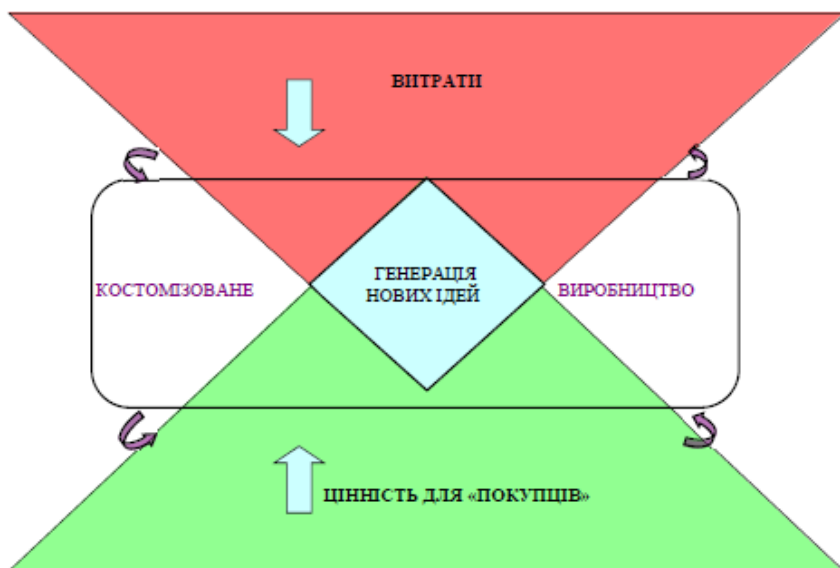 ВИТРАТИ
ГЕНЕРАЦІЯ
НОВИХ ІДЕЙ
КОСТОМІЗОВАНЕ
ВИРОБНИЦТВО
ЦІННІСТЬ ДЛЯ «ПОКУПЦІВ»